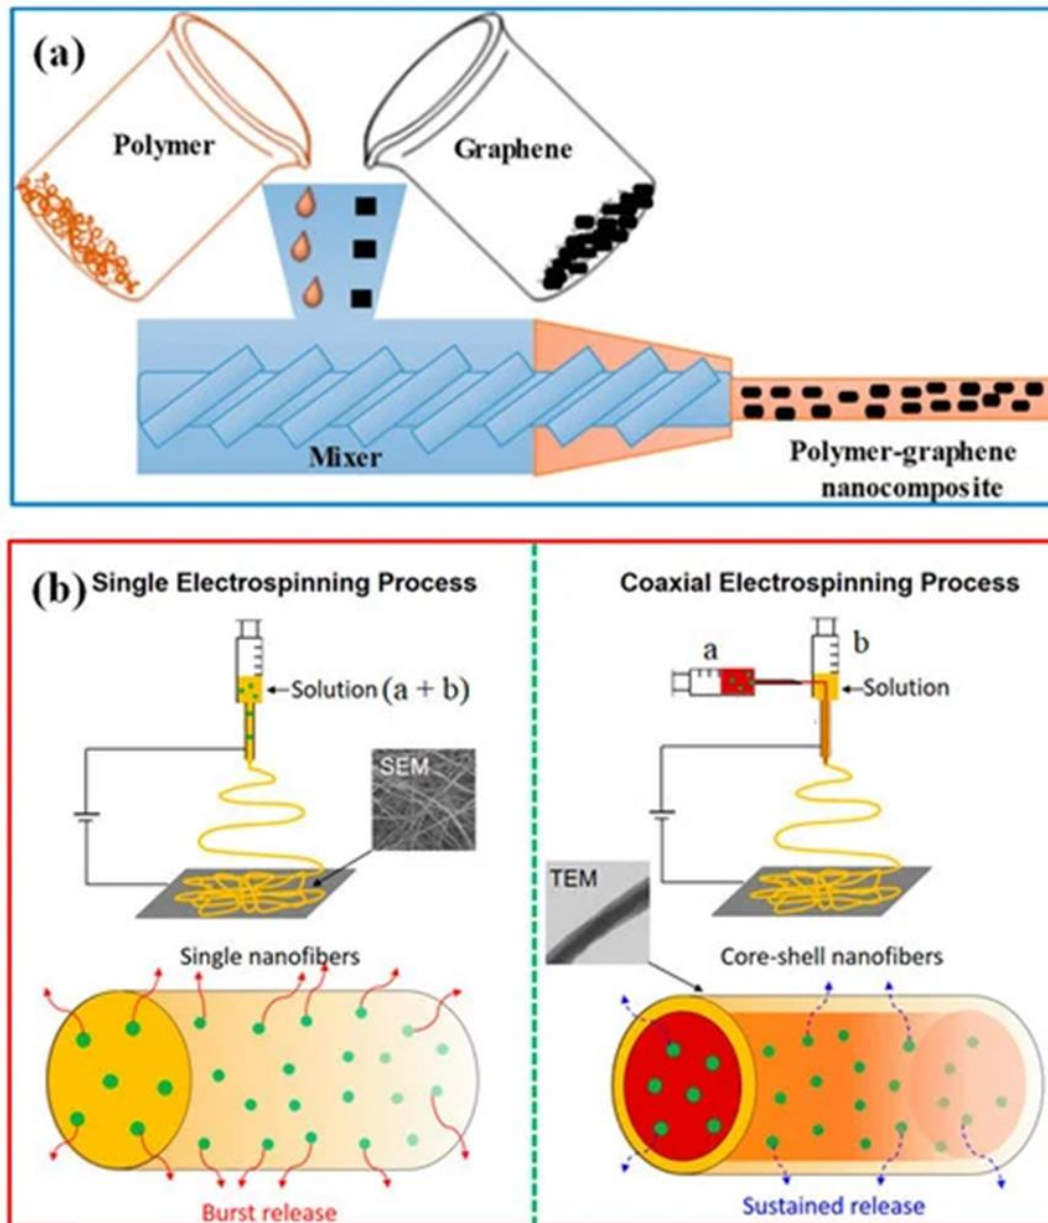 (a)
Polymer
Graphene
Mixer
Polymer-graphene
nanocomposite
(b) Single Electrospinning Process
Solution (a + b)
SEM
Single nanofibers
Burst release
Coaxial Electrospinning Process
a
b
Solution
TEM
Core-shell nanofibers
Sustained release